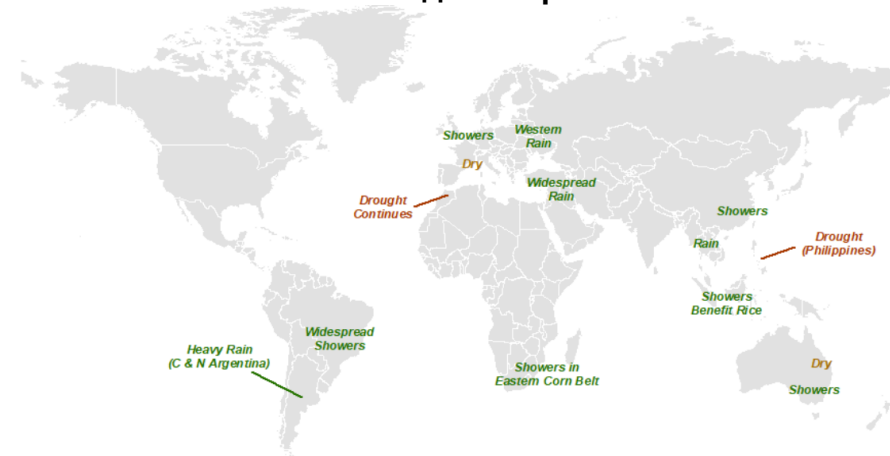 Showers
Western
Rain
Dry
Widespread
Rain
Drought
Continues
Showers
Rain
Drought
(Philippines)
Showers
Benefit Rice
Widespread
Showers
Heavy Rain
(C & N Argentina)
Showers in
Eastern Corn Belt
Dry
Showers